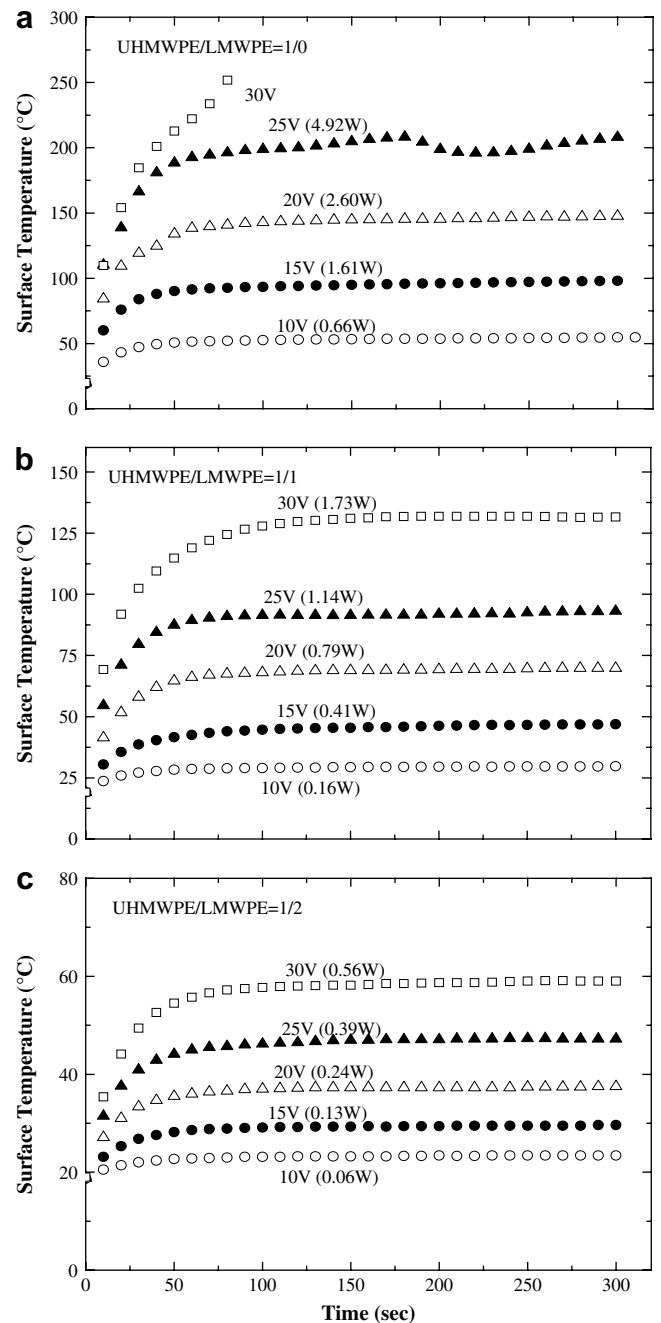 a
300
UHMWPE/LMWPE=1/0
30V
250
25V (4.92W)
200
20V (2.60W)
150
15V (1.61W)
100
10V (0.66W)
50
0
Surface Temperature (°C)
b
150
UHMWPE/LMWPE=1/1
30V (1.73W)
125
100
25V (1.14W)
75
20V (0.79W)
50
15V (0.41W)
25
10V (0.16W)
0
Surface Temperature (°C)
c
80
UHMWPE/LMWPE=1/2
60
30V (0.56W)
25V (0.39W)
40
20V (0.24W)
15V (0.13W)
20
10V (0.06W)
0
Surface Temperature (°C)
0 50 100 150 200 250 300
Time (sec)